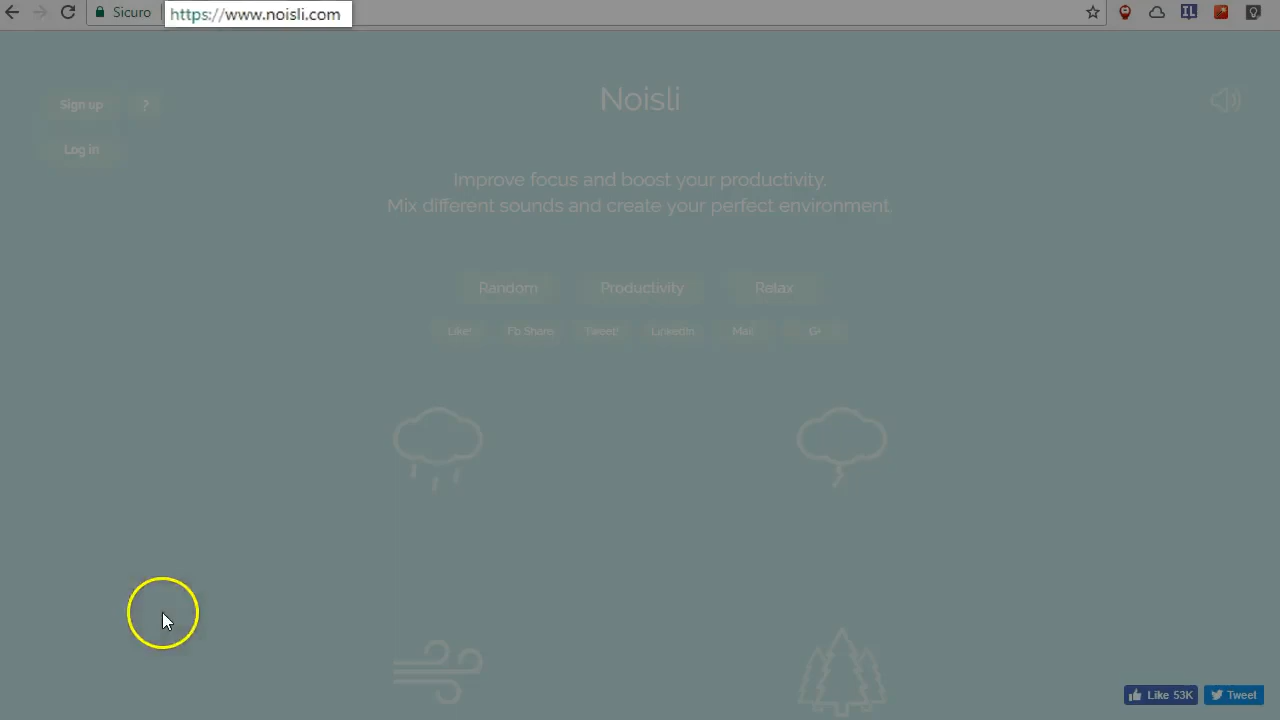 Sicuro https://www.noisli.com
IL
Noisli
Sign up ?
Log in
Improve focus and boost your productivity.
Mix different sounds and create your perfect environment.
Random Productivity Relax
Like Fb Share Tweet LinkedIn Mail G+
Like 53K Tweet